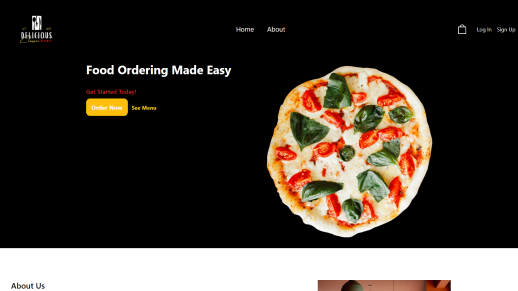 DELICIOUS
Home
About
Log In
Sign Up
Food Ordering Made Easy
Get Started Today!
Order Now
See Menu
About Us